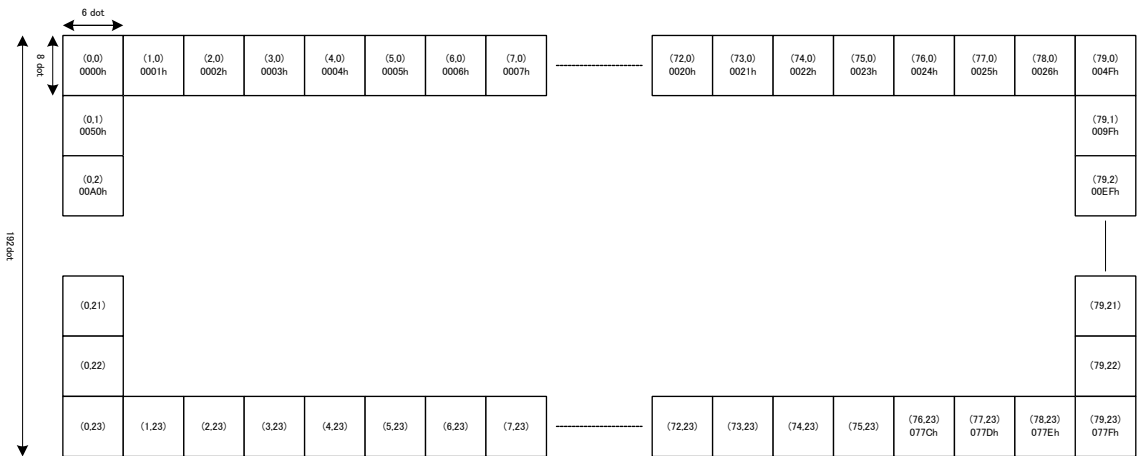 6 dot
8 dot
192dot
(0,0) (1,0) (2,0) (3,0) (4,0) (5,0) (6,0) (7,0) (72,0) (73,0) (74,0) (75,0) (76,0) (77,0) (78,0) (79,0)
0000h 0001h 0002h 0003h 0004h 0005h 0006h 0007h 0020h 0021h 0022h 0023h 0024h 0025h 0026h 004Fh
(0,1) (79,1)
0050h 009Fh
(0,2) (79,2)
00A0h 00EFh
(0,21) (79,21)
(0,22) (79,22)
(0,23) (1,23) (2,23) (3,23) (4,23) (5,23) (6,23) (7,23) (72,23) (73,23) (74,23) (75,23) (76,23) (77,23) (78,23) (79,23)
077Ch 077Dh 077Eh 077Fh